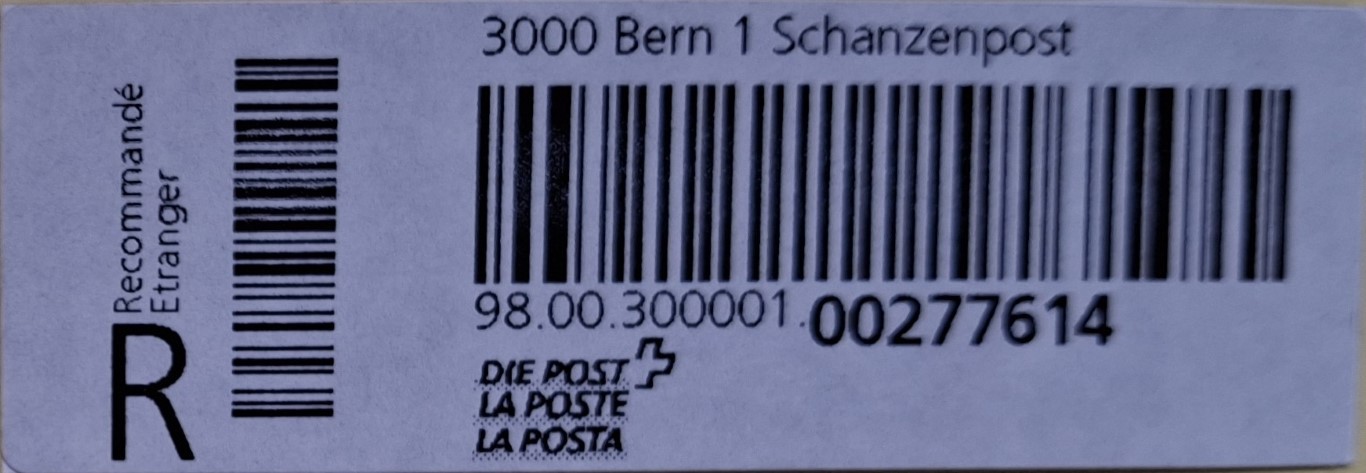 3000 Bern 1 Schanzenpost
Recommandé
Etranger
R
98.00.300001.00277614
DIE POST
LA POSTE
LA POSTA